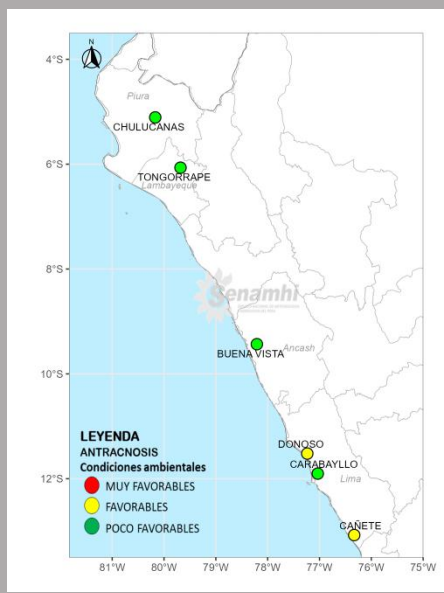 N
4°S
Piura
CHULUCANAS
6°S
TONGORRAPE
Lambayeque
8°S
Senamhi
BUENA VISTA
Ancash
10°S
DONOSO
CARABAYLLO
12°S
Lima
CAÑETE
LEYENDA
ANTRACNOSIS
Condiciones ambientales
MUY FAVORABLES
FAVORABLES
POCO FAVORABLES
81°W 80°W 79°W 78°W 77°W 76°W 75°W